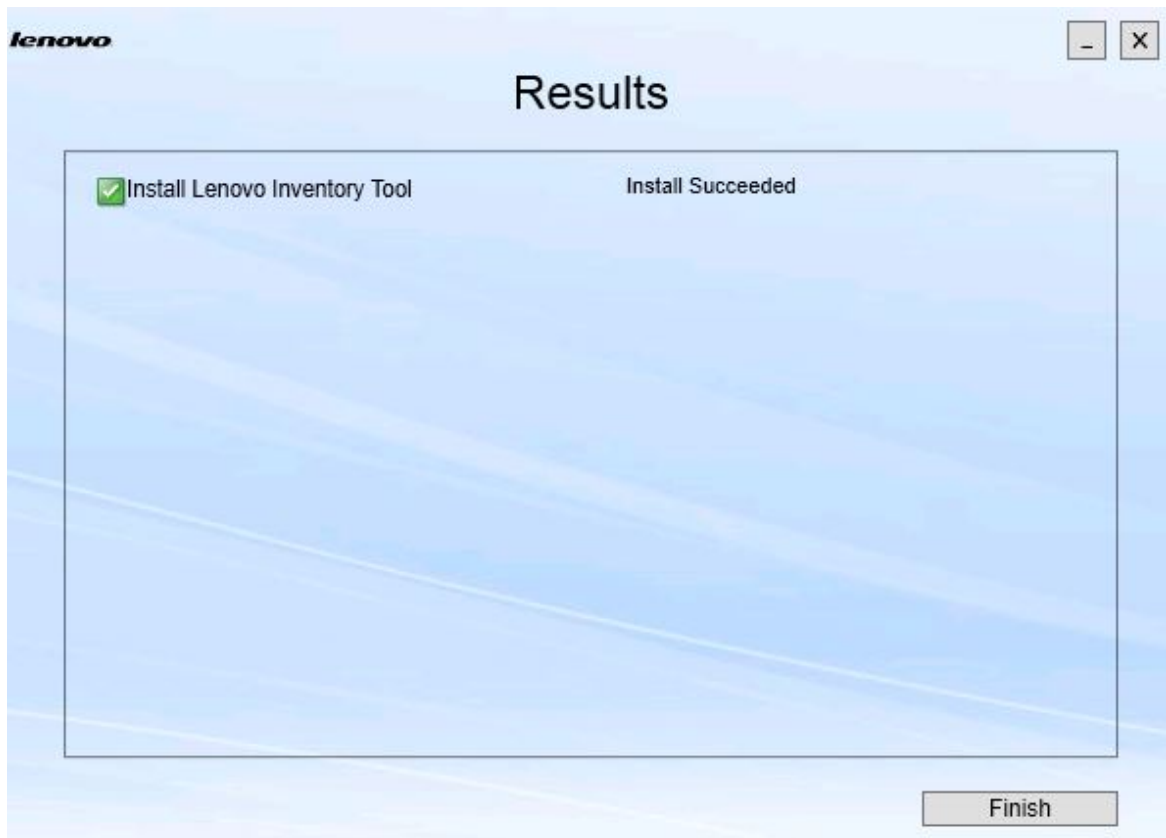 lenovo
Results
Install Lenovo Inventory Tool
Install Succeeded
Finish